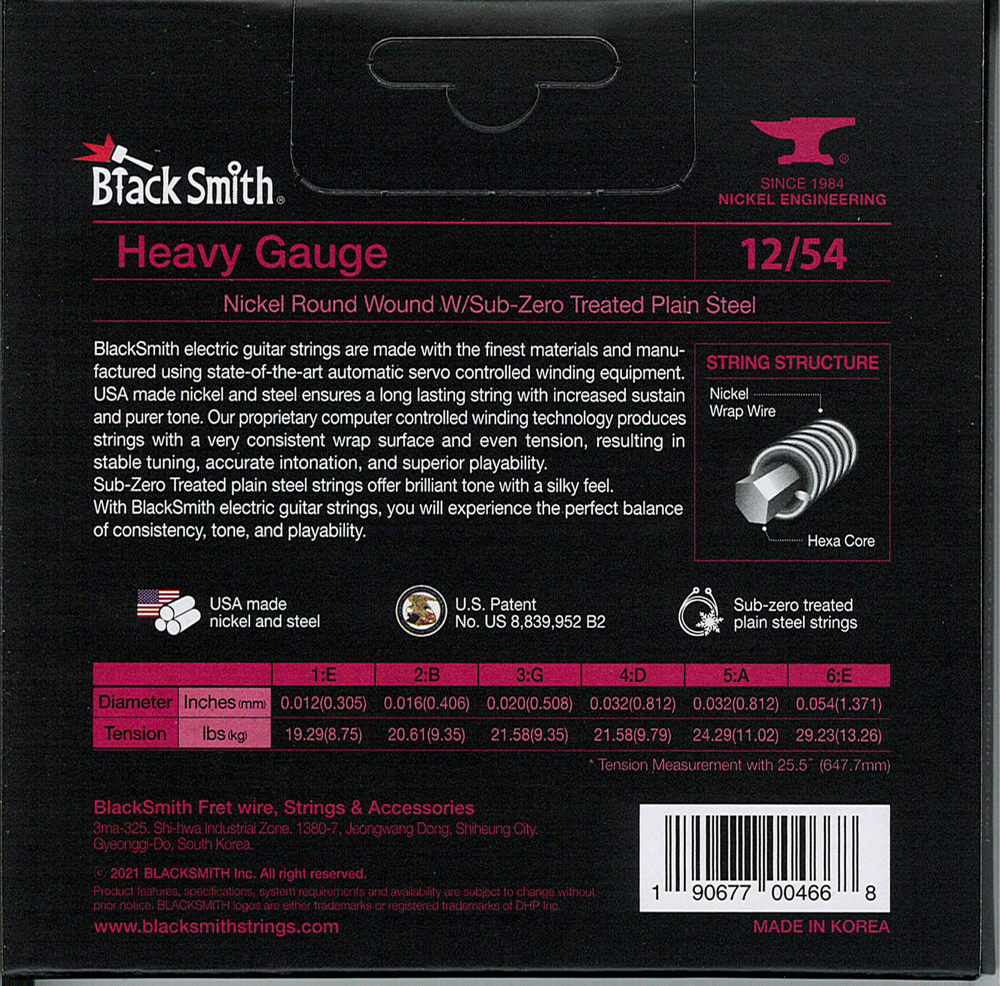 Black Smith®
®
SINCE 1984
NICKEL ENGINEERING
Heavy Gauge
12/54
Nickel Round Wound W/Sub-Zero Treated Plain Steel
BlackSmith electric guitar strings are made with the finest materials and manu-
factured using state-of-the-art automatic servo controlled winding equipment.
USA made nickel and steel ensures a long lasting string with increased sustain
and purer tone. Our proprietary computer controlled winding technology produces
strings with a very consistent wrap surface and even tension, resulting in
stable tuning, accurate intonation, and superior playability.
Sub-Zero Treated plain steel strings offer brilliant tone with a silky feel.
With BlackSmith electric guitar strings, you will experience the perfect balance
of consistency, tone, and playability.
STRING STRUCTURE
Nickel
Wrap Wire
Hexa Core
USA made
nickel and steel
U.S. Patent
No. US 8,839,952 B2
Sub-zero treated
plain steel strings
1:E 2:B 3:G 4:D 5:A 6:E
Diameter Inches (mm) 0.012(0.305) 0.016(0.406) 0.020(0.508) 0.032(0.812) 0.032(0.812) 0.054(1.371)
Tension lbs (kg) 19.29(8.75) 20.61(9.35) 21.58(9.35) 21.58(9.79) 24.29(11.02) 29.23(13.26)
* Tension Measurement with 25.5˝ (647.7mm)
BlackSmith Fret wire, Strings & Accessories
3ma-325. Shi-hwa Industrial Zone. 1380-7, Jeongwang Dong, Shiheung City.
Gyeonggi-Do, South Korea.
© 2021 BLACKSMITH Inc. All right reserved.
Product features, specifications, system requirements and availability are subject to change without
prior notice. BLACKSMITH logos are either trademarks or registered trademarks of DHP Inc.
www.blacksmithstrings.com
1 90677 00466 8
MADE IN KOREA